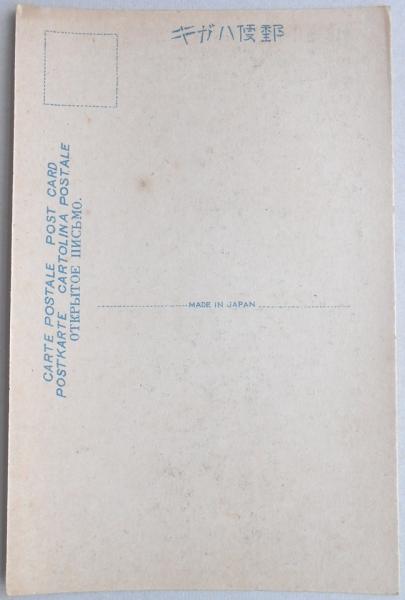 郵便ハガキ
CARTE POSTALE POST CARD
POSTKARTE CARTOLINA POSTALE
ОТКРЫТОЕ ПИСЬМО.
MADE IN JAPAN